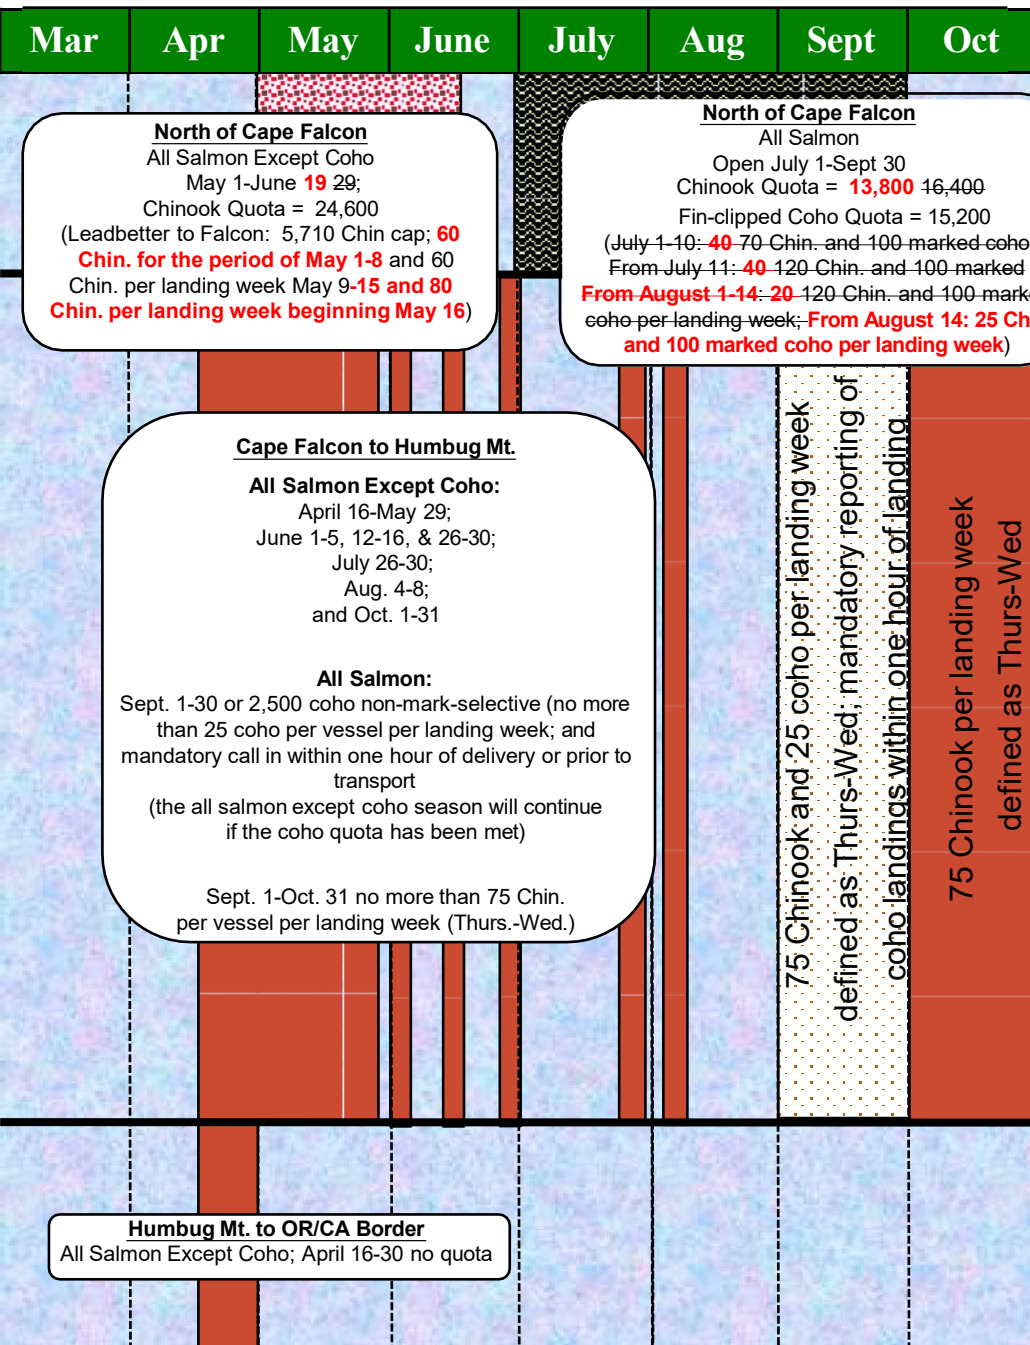 Mar Apr May June July Aug Sept Oct
North of Cape Falcon
All Salmon Except Coho
May 1-June 19 29;
Chinook Quota = 24,600
(Leadbetter to Falcon: 5,710 Chin cap; 60
Chin. for the period of May 1-8 and 60
Chin. per landing week May 9-15 and 80
Chin. per landing week beginning May 16)
North of Cape Falcon
All Salmon
Open July 1-Sept 30
Chinook Quota = 13,800 16,400
Fin-clipped Coho Quota = 15,200
(July 1-10: 40 70 Chin. and 100 marked coho
From July 11: 40 120 Chin. and 100 marked
From August 1-14: 20 120 Chin. and 100 mark
coho per landing week; From August 14: 25 Ch
and 100 marked coho per landing week)
Cape Falcon to Humbug Mt.
All Salmon Except Coho:
April 16-May 29;
June 1-5, 12-16, & 26-30;
July 26-30;
Aug. 4-8;
and Oct. 1-31
All Salmon:
Sept. 1-30 or 2,500 coho non-mark-selective (no more
than 25 coho per vessel per landing week; and
mandatory call in within one hour of delivery or prior to
transport
(the all salmon except coho season will continue
if the coho quota has been met)
Sept. 1-Oct. 31 no more than 75 Chin.
per vessel per landing week (Thurs.-Wed.)
75 Chinook and 25 coho per landing week
defined as Thurs-Wed; mandatory reporting of
coho landings within one hour of landing
75 Chinook per landing week
defined as Thurs-Wed
Humbug Mt. to OR/CA Border
All Salmon Except Coho; April 16-30 no quota